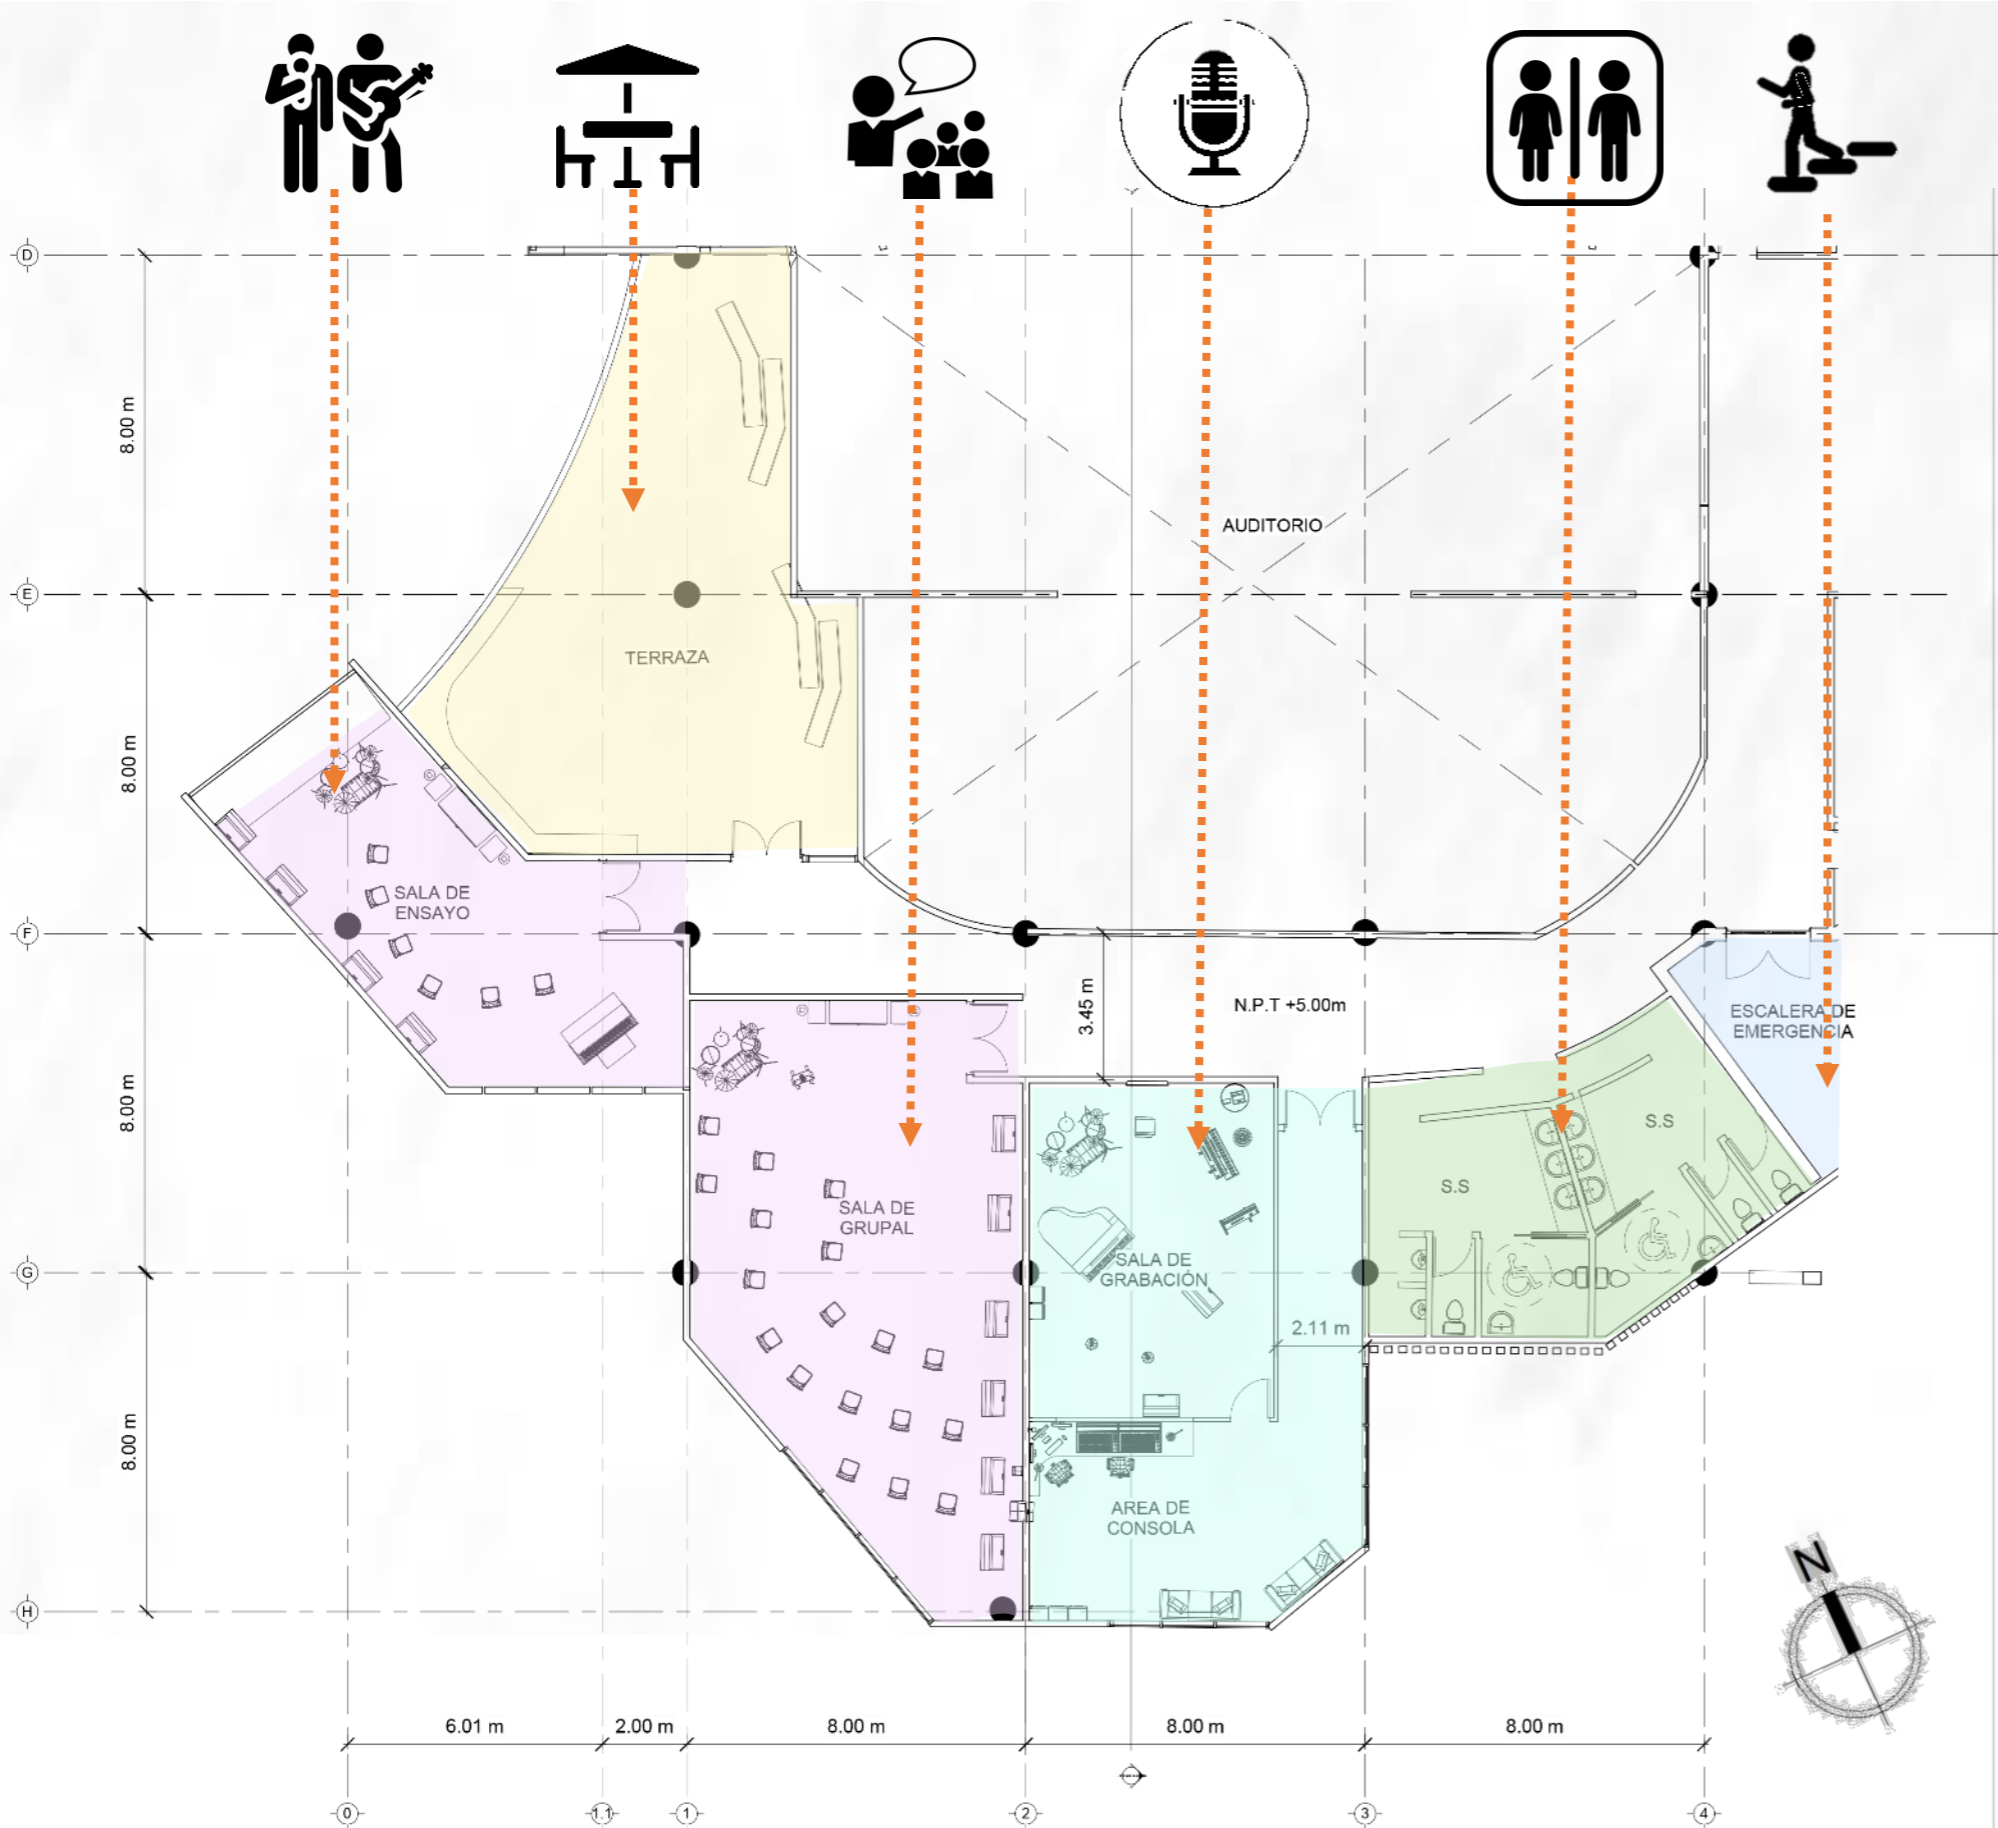 D
8.00 m
AUDITORIO
E
TERRAZA
8.00 m
SALA DE
ENSAYO
F
3.45 m
N.P.T +5.00m
ESCALERA DE
EMERGENCIA
8.00 m
S.S
S.S
SALA DE
GRUPAL
SALA DE
GRABACIÓN
G
2.11 m
8.00 m
AREA DE
CONSOLA
N
H
6.01 m
2.00 m
8.00 m
8.00 m
8.00 m
0
1.1
1
2
3
4